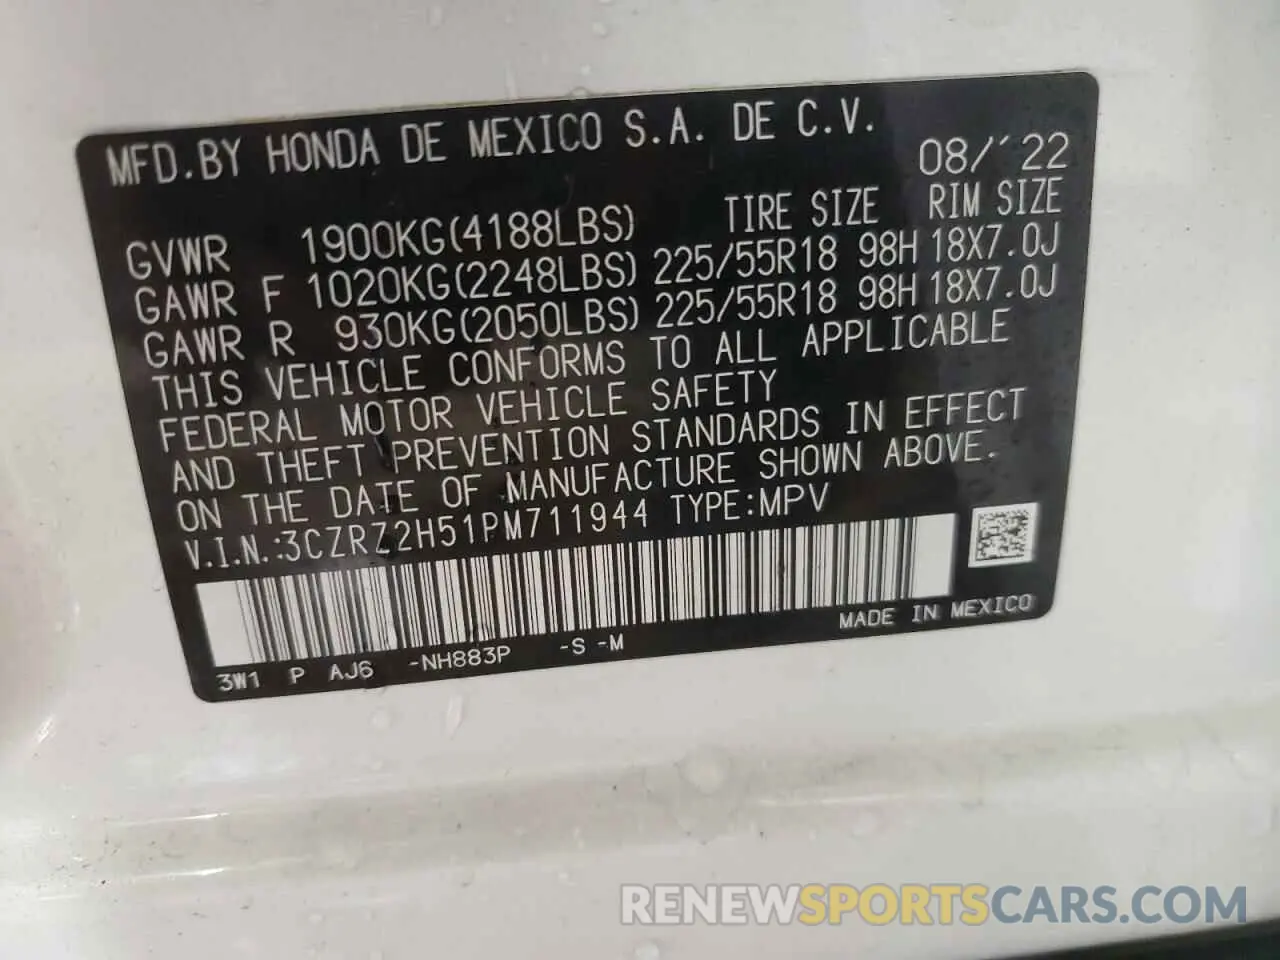 MFD.BY HONDA DE MEXICO S.A. DE C.V.
08/'22
TIRE SIZE RIM SIZE
GVWR 1900KG(4188LBS)
GAWR F 1020KG(2248LBS) 225/55R18 98H 18X7.0J
GAWR R 930KG(2050LBS) 225/55R18 98H 18X7.0J
THIS VEHICLE CONFORMS TO ALL APPLICABLE
FEDERAL MOTOR VEHICLE SAFETY
AND THEFT PREVENTION STANDARDS IN EFFECT
ON THE DATE OF MANUFACTURE SHOWN ABOVE.
V.I.N.:3CZRZ2H51PM711944 TYPE:MPV
MADE IN MEXICO
3W1 P AJ6 -NH883P -S -M
RENEWSPORTSCARS.COM